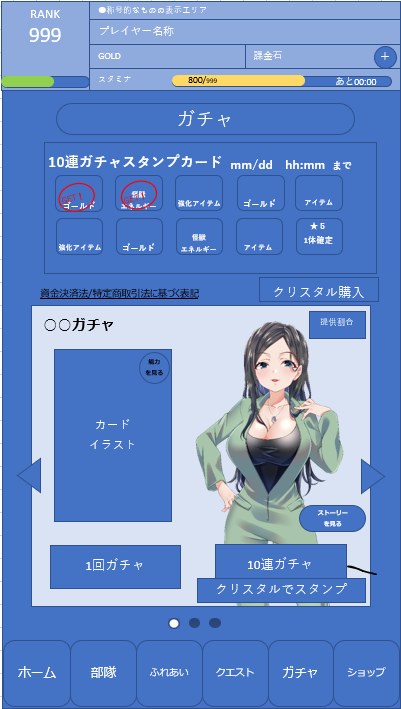 RANK
999
●称号的なものの表示エリア
プレイヤー名称
GOLD
課金石
+
スタミナ
800/999
あと00:00
ガチャ
10連ガチャスタンプカード mm/dd hh:mm まで
ゴールド
怪獣
エネルギー
強化アイテム
ゴールド
アイテム
強化アイテム
ゴールド
怪獣
エネルギー
アイテム
★5
1体確定
資金決済法/特定商取引法に基づく表記
クリスタル購入
○○ガチャ
提供割合
能力
を見る
カード
イラスト
ストーリー
を見る
1回ガチャ
10連ガチャ
クリスタルでスタンプ
ホーム
部隊
ふれあい
クエスト
ガチャ
ショップ